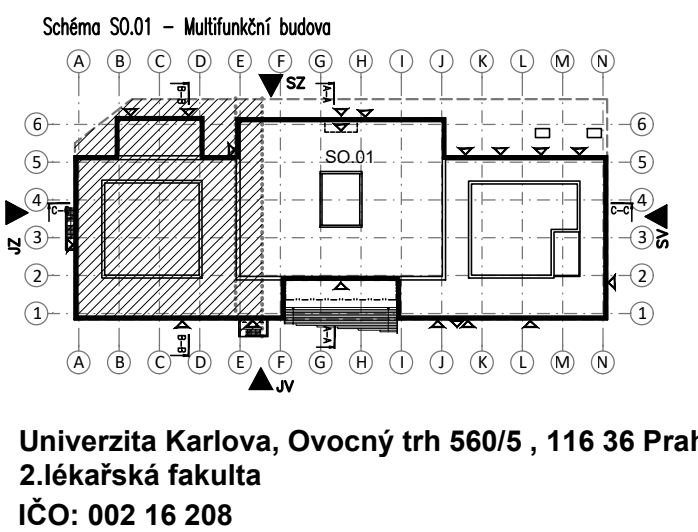 Schéma SO.01 – Multifunkční budova
A B C D E F G H I J K L M N
B-B SZ A-A
6 6
SO.01
5 5
4 4
C-C C-C
JZ 3 3 SV
2 2
1 1
B-B A-A
A B C D E F G H I J K L M N
JV
Univerzita Karlova, Ovocný trh 560/5 , 116 36 Prah
2.lékařská fakulta
IČO: 002 16 208